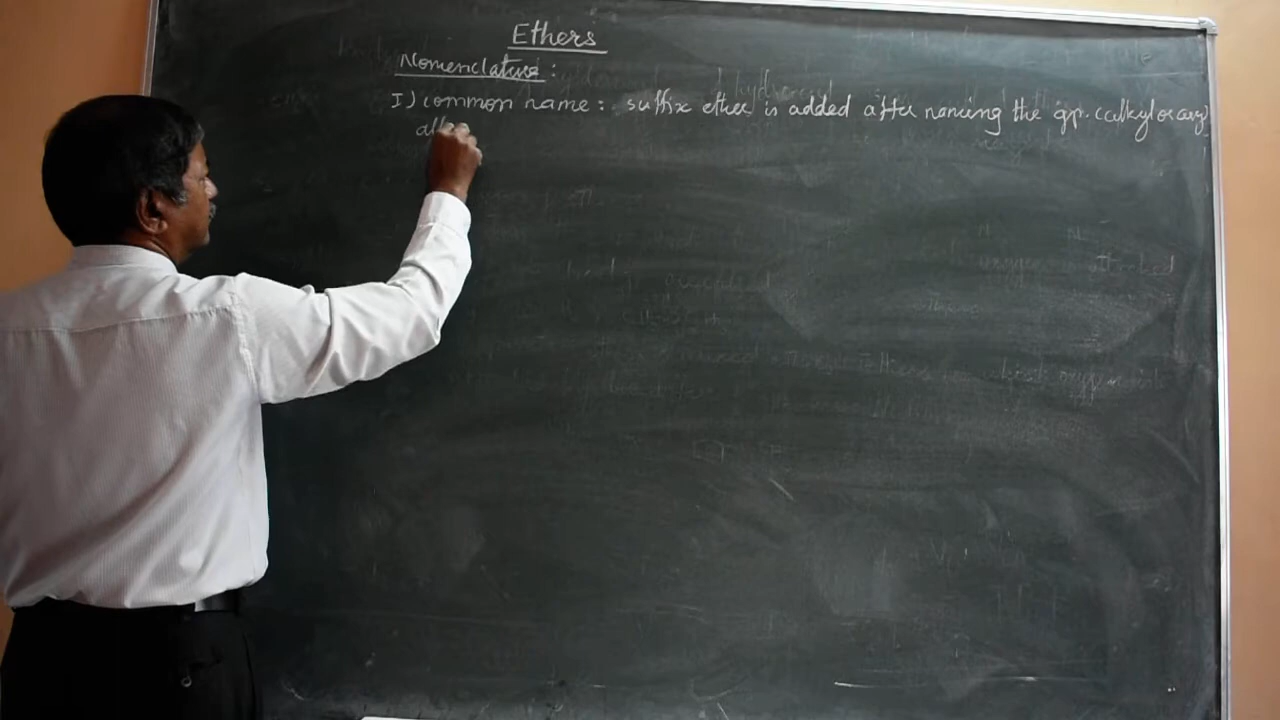 Ethers
Nomenclature:
I) common name: suffix ether is added after naming the gp. (alkyl or aryl